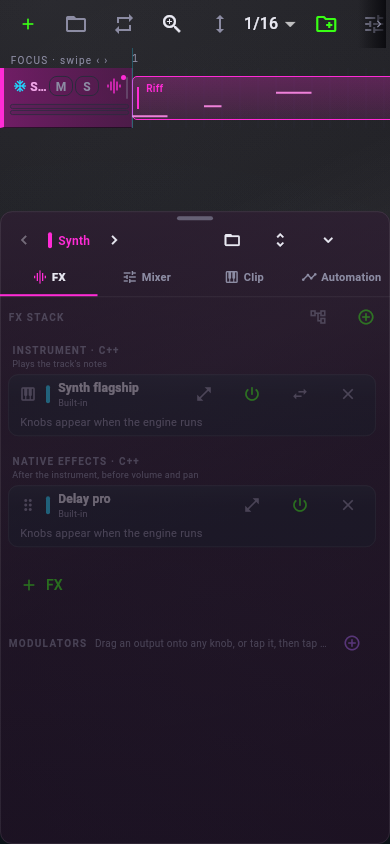 1/16
FOCUS · swipe ‹ ›
1
S... M S
Riff
Synth
FX Mixer Clip Automation
FX STACK
INSTRUMENT · C++
Plays the track's notes
Synth flagship
Built-in
Knobs appear when the engine runs
NATIVE EFFECTS · C++
After the instrument, before volume and pan
Delay pro
Built-in
Knobs appear when the engine runs
+ FX
MODULATORS Drag an output onto any knob, or tap it, then tap ...